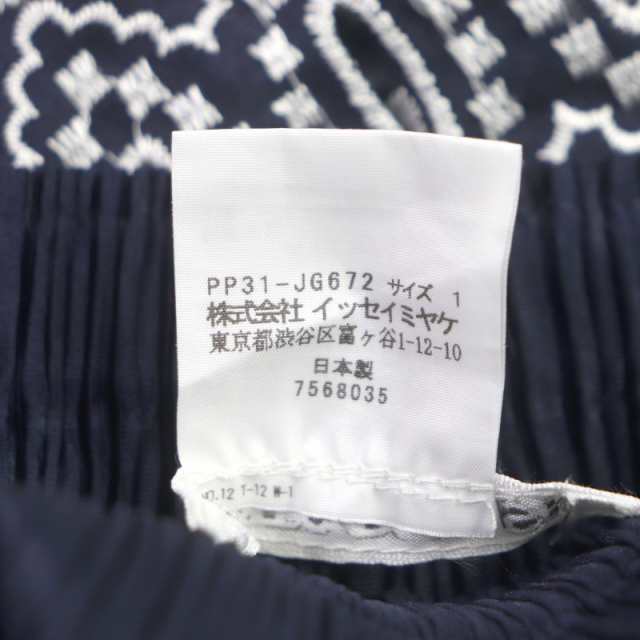 PP31-JG672 サイズ 1
株式会社 イッセイミヤケ
東京都渋谷区富ヶ谷1-12-10
日本製
7568035